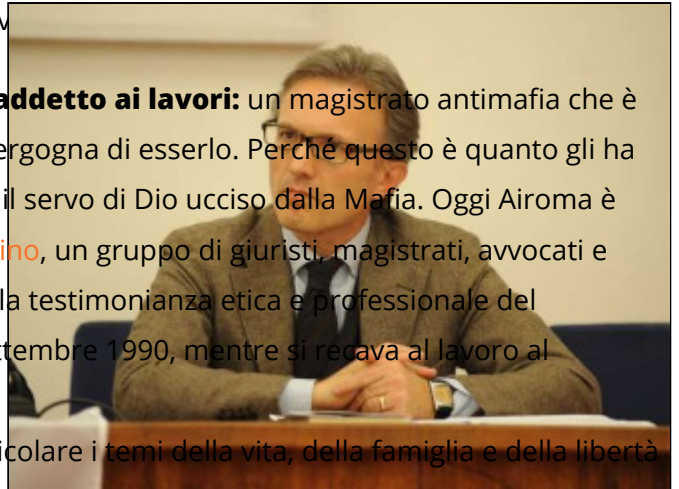 v
addetto ai lavori: un magistrato antimafia che è
ergogna di esserlo. Perché questo è quanto gli ha
il servo di Dio ucciso dalla Mafia. Oggi Airoma è
ino, un gruppo di giuristi, magistrati, avvocati e
la testimonianza etica e professionale del
ttembre 1990, mentre si recava al lavoro al
icolare i temi della vita, della famiglia e della libertà